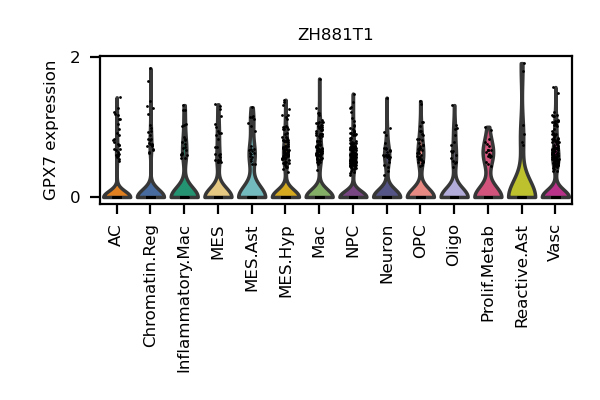 ZH881T1
GPX7 expression
2
0
AC
Chromatin.Reg
Inflammatory.Mac
MES
MES.Ast
MES.Hyp
Mac
NPC
Neuron
OPC
Oligo
Prolif.Metab
Reactive.Ast
Vasc